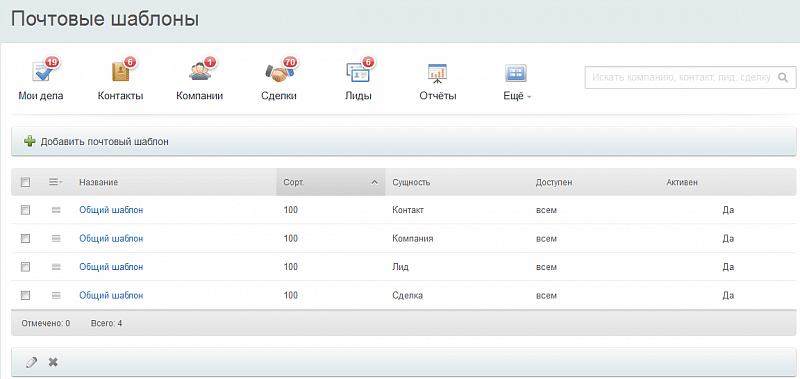 Почтовые шаблоны
19 6 1 70 6
Мои дела Контакты Компании Сделки Лиды Отчёты Ещё
Искать компанию, контакт, лид, сделку
Добавить почтовый шаблон
Название Сорт. Сущность Доступен Активен
Общий шаблон 100 Контакт всем Да
Общий шаблон 100 Компания всем Да
Общий шаблон 100 Лид всем Да
Общий шаблон 100 Сделка всем Да
Отмечено: 0 Всего: 4